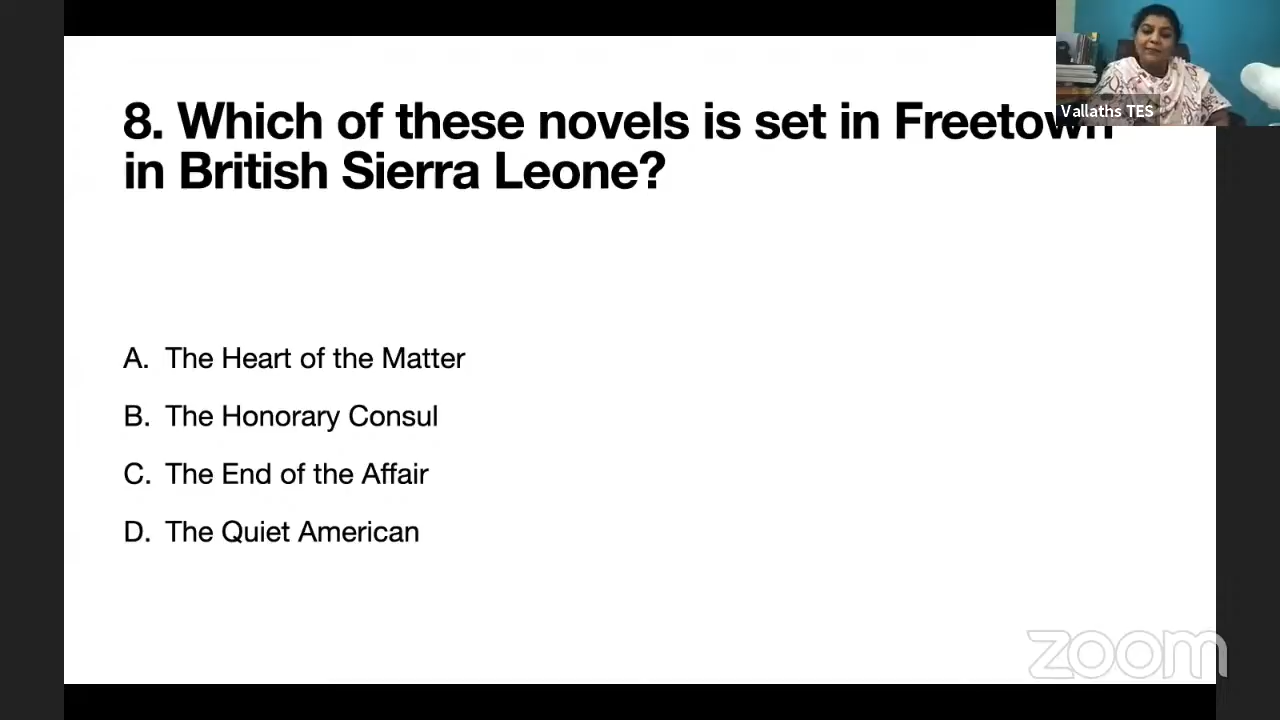 8. Which of these novels is set in Freetown
in British Sierra Leone?
Vallaths TES
A. The Heart of the Matter
B. The Honorary Consul
C. The End of the Affair
D. The Quiet American
zoom